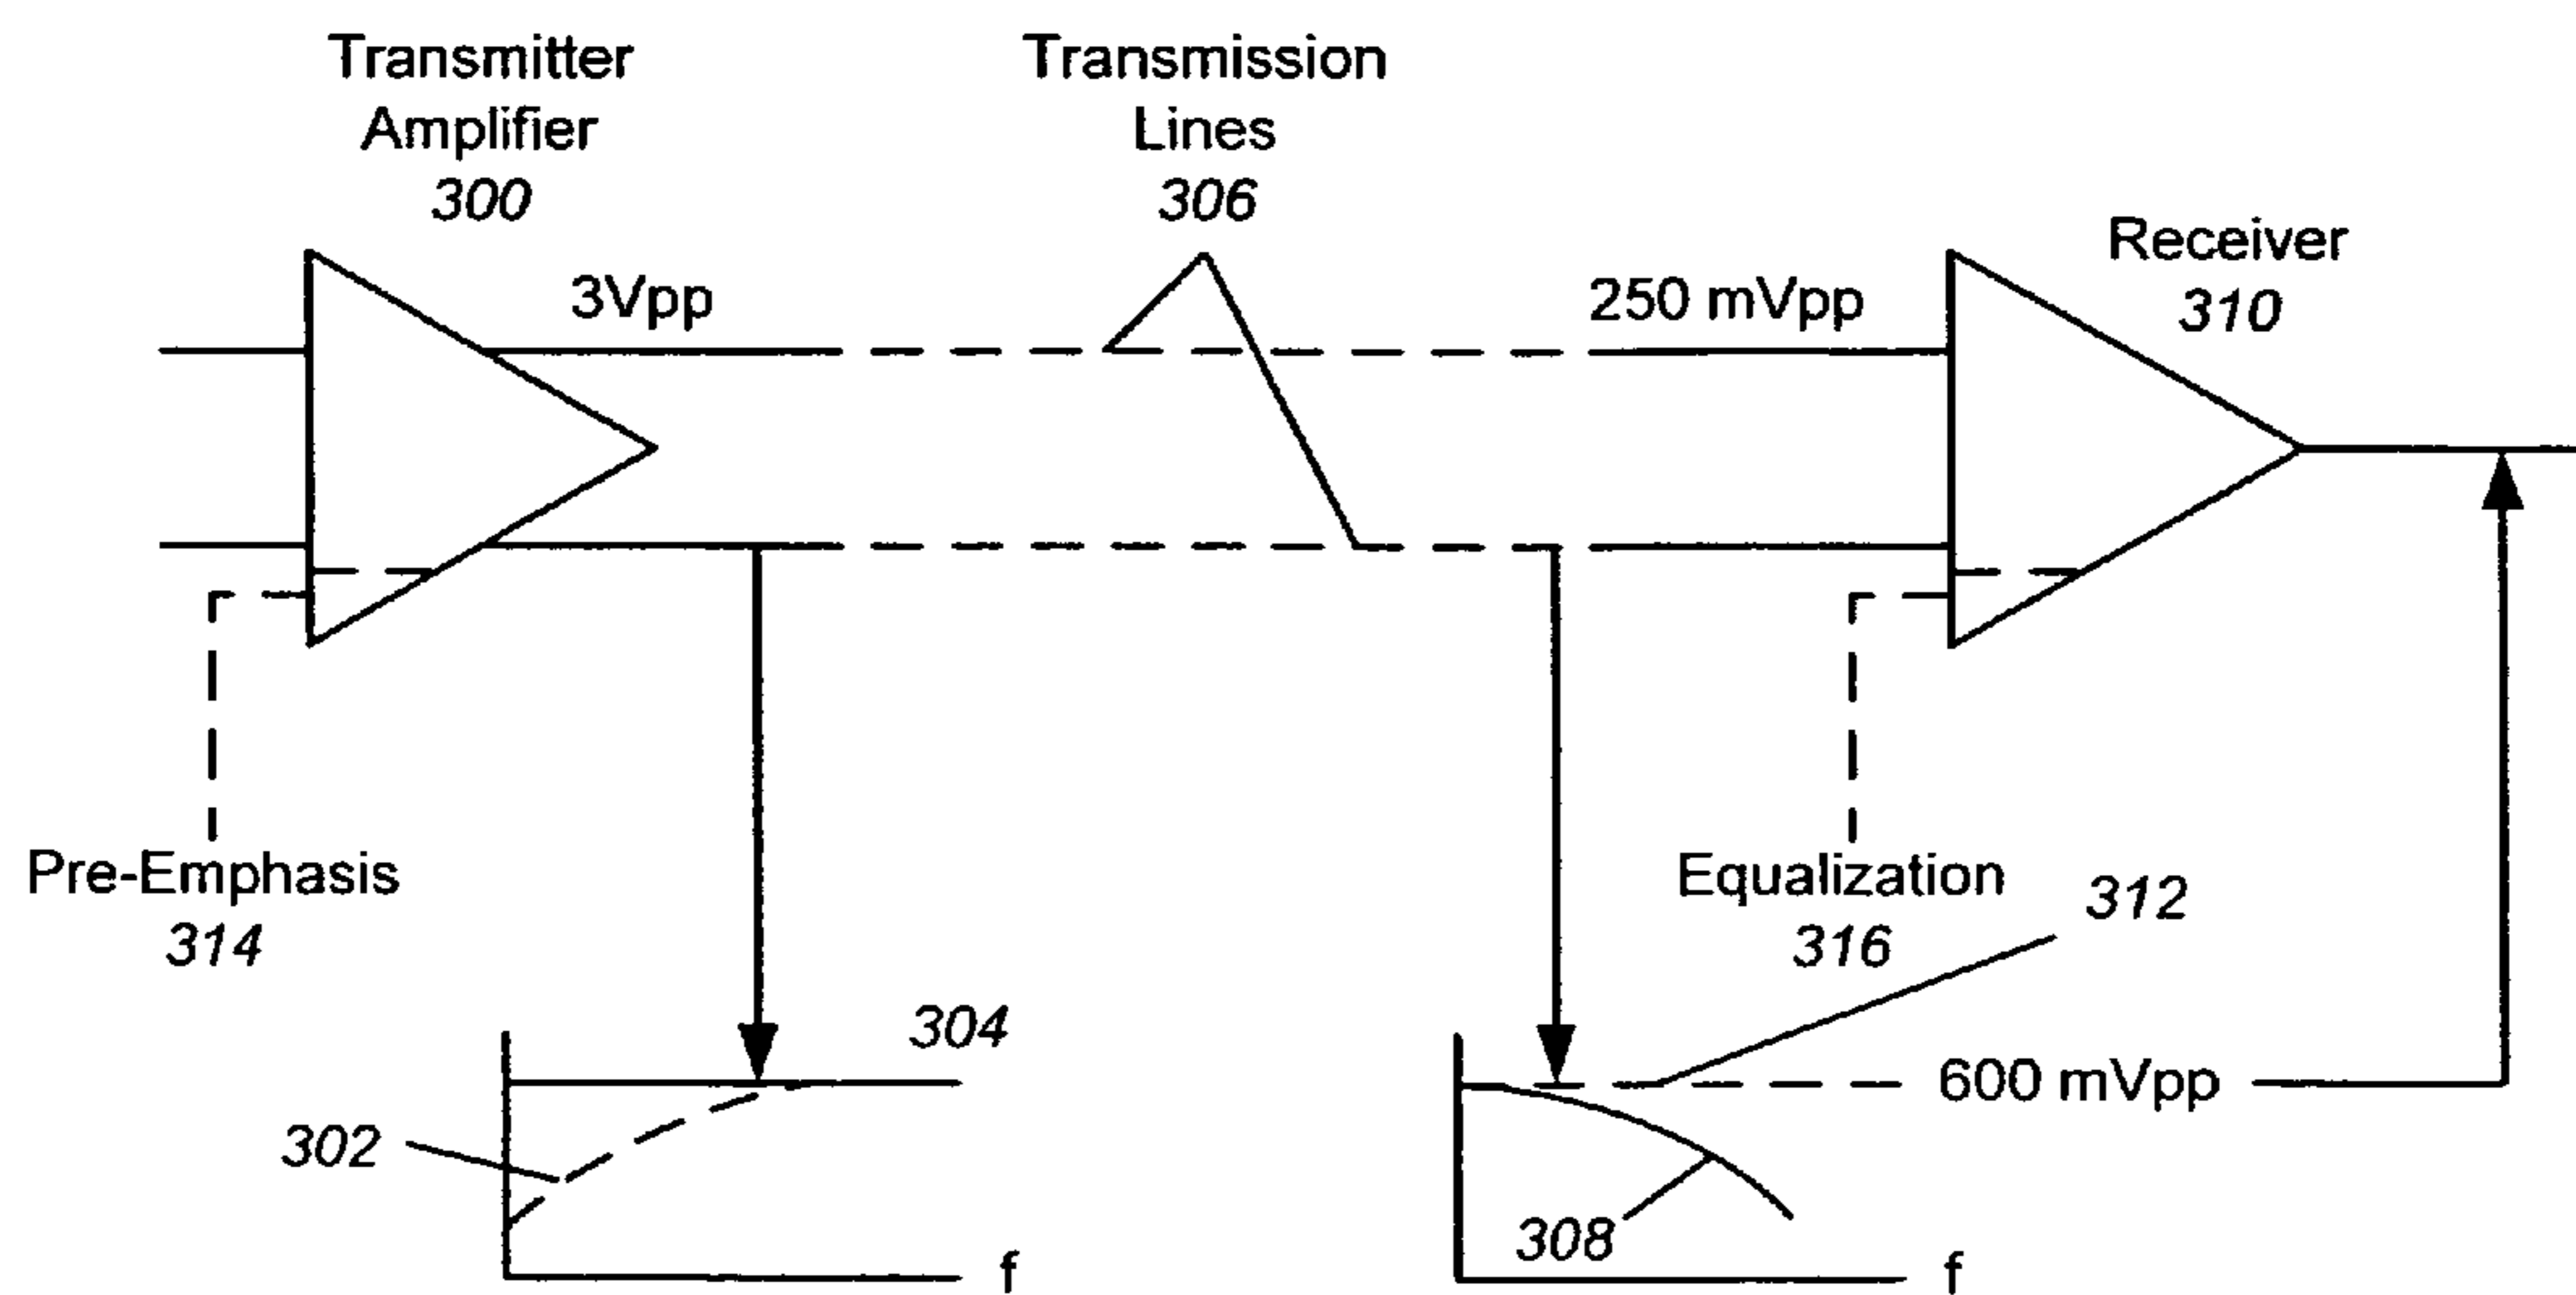 Transmitter
Amplifier
300
Transmission
Lines
306
Receiver
310
3Vpp
250 mVpp
Pre-Emphasis
314
Equalization
316
312
304
302
600 mVpp
308
f
f